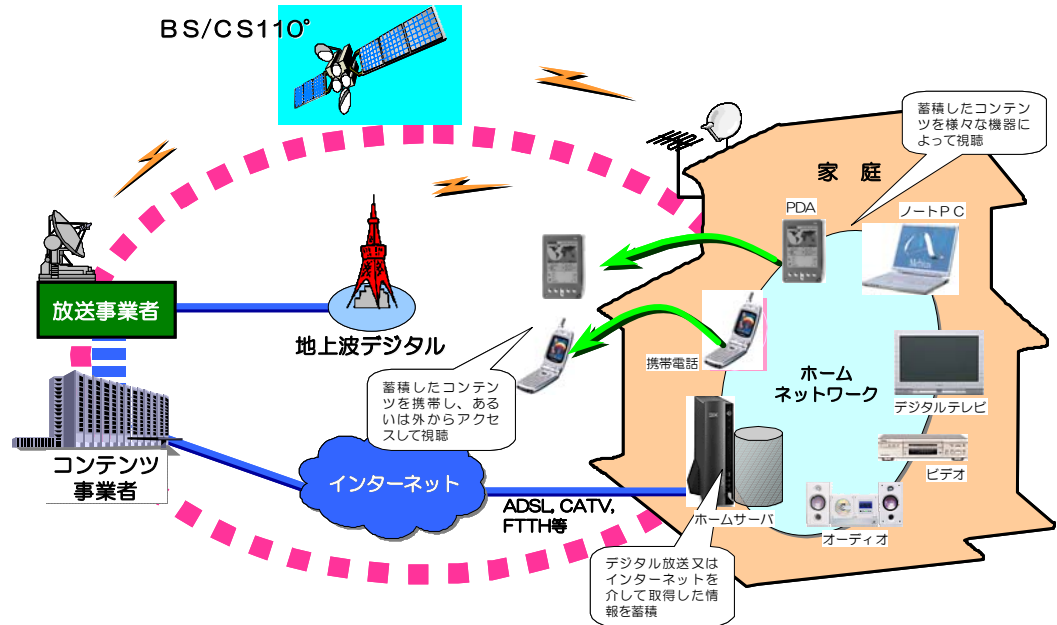 BS/CS110°
蓄積したコンテン
ツを様々な機器に
よって視聴
家 庭
PDA
ノートPC
放送事業者
地上波デジタル
携帯電話
蓄積したコンテン
ツを携帯し、ある
いは外からアクセ
スして視聴
ホーム
ネットワーク
デジタルテレビ
ビデオ
コンテンツ
事業者
インターネット
ADSL, CATV,
FTTH等
ホームサーバ
オーディオ
デジタル放送又は
インターネットを
介して取得した情
報を蓄積
Mebius
IBM